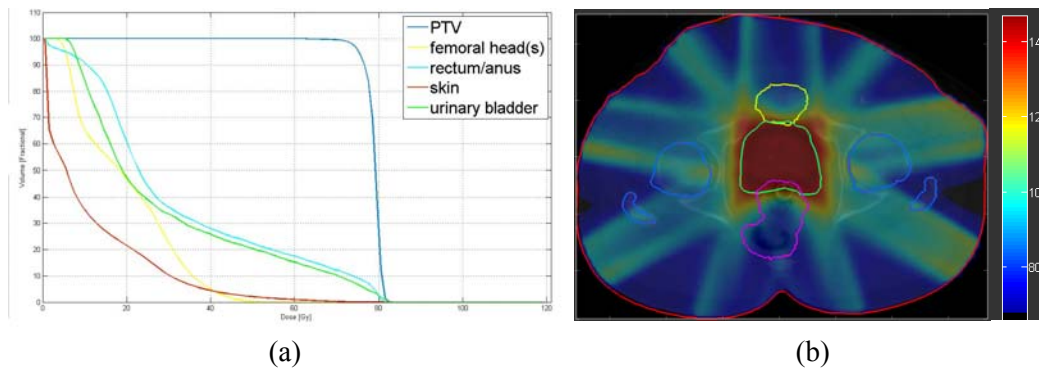 100
90
80
70
60
50
40
30
20
10
0
Volume [Fractional]
PTV
femoral head(s)
rectum/anus
skin
urinary bladder
0 20 40 60 80 100 120
Dose [Gy]
(a)
14
12
10
80
(b)